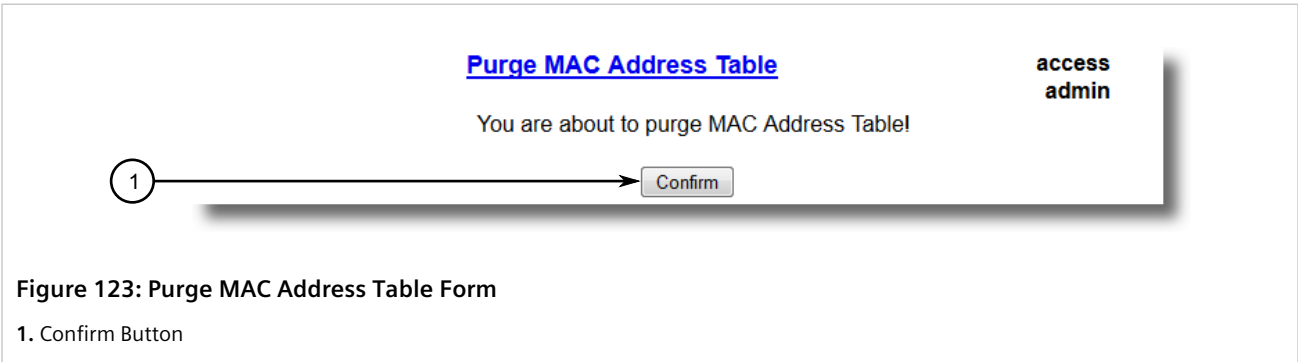 Purge MAC Address Table
access
admin
You are about to purge MAC Address Table!
1
Confirm
Figure 123: Purge MAC Address Table Form
1. Confirm Button